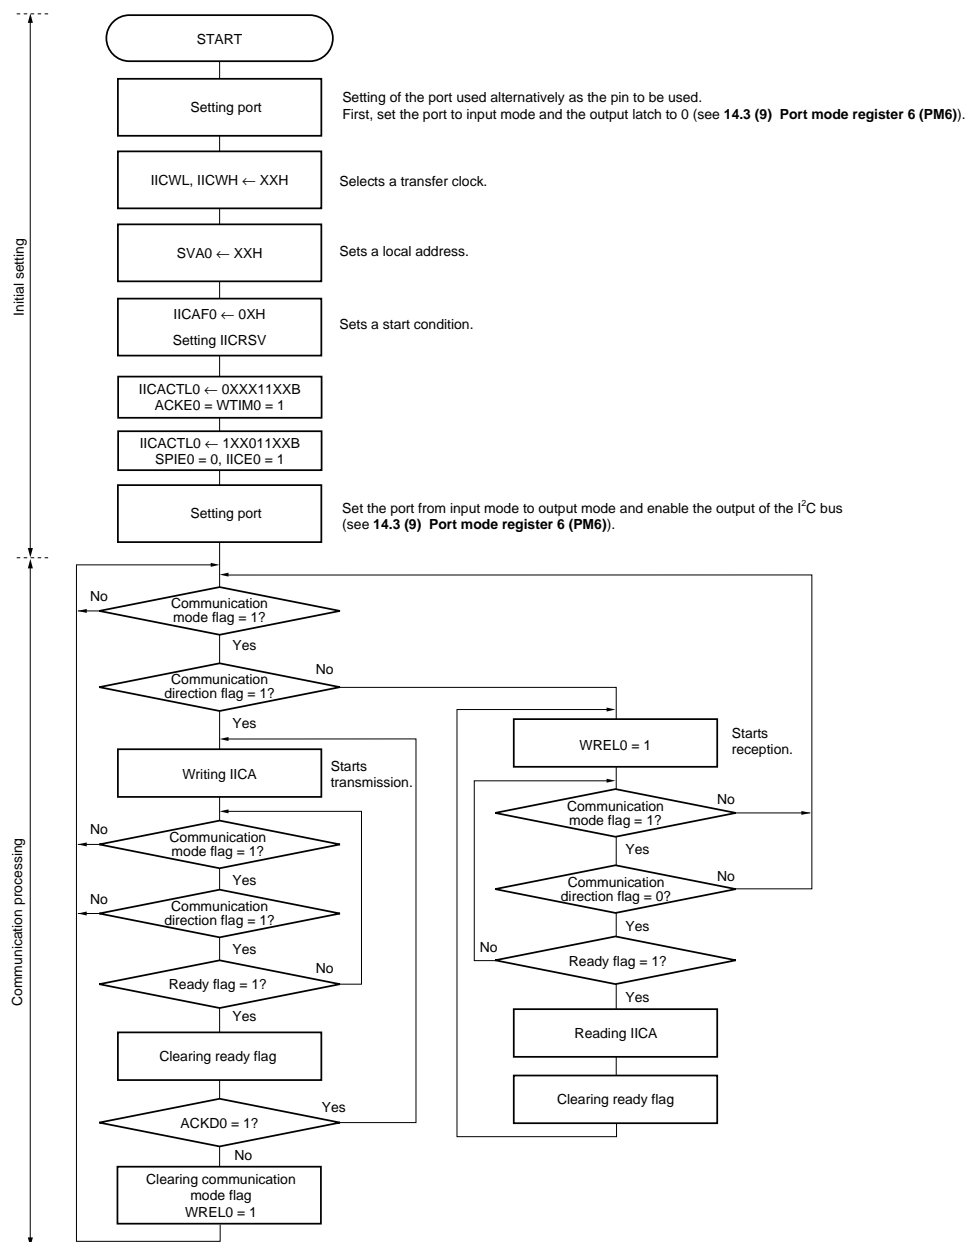 START
Setting port
Setting of the port used alternatively as the pin to be used.
First, set the port to input mode and the output latch to 0 (see 14.3 (9) Port mode register 6 (PM6)).
IICWL, IICWH ← XXH
Selects a transfer clock.
SVA0 ← XXH
Sets a local address.
IICAF0 ← 0XH
Setting IICRSV
Sets a start condition.
IICACTL0 ← 0XXX11XXB
ACKE0 = WTIM0 = 1
IICACTL0 ← 1XX011XXB
SPIE0 = 0, IICE0 = 1
Setting port
Set the port from input mode to output mode and enable the output of the I²C bus
(see 14.3 (9) Port mode register 6 (PM6)).
Initial setting
Communication processing
No
Communication
mode flag = 1?
Yes
Communication
direction flag = 1?
No
Yes
Writing IICA
Starts
transmission.
No
Communication
mode flag = 1?
Yes
No
Communication
direction flag = 1?
Yes
Ready flag = 1?
No
Yes
Clearing ready flag
ACKD0 = 1?
Yes
No
Clearing communication
mode flag
WREL0 = 1
WREL0 = 1
Starts
reception.
Communication
mode flag = 1?
No
Yes
Communication
direction flag = 0?
No
Yes
No
Ready flag = 1?
Yes
Reading IICA
Clearing ready flag